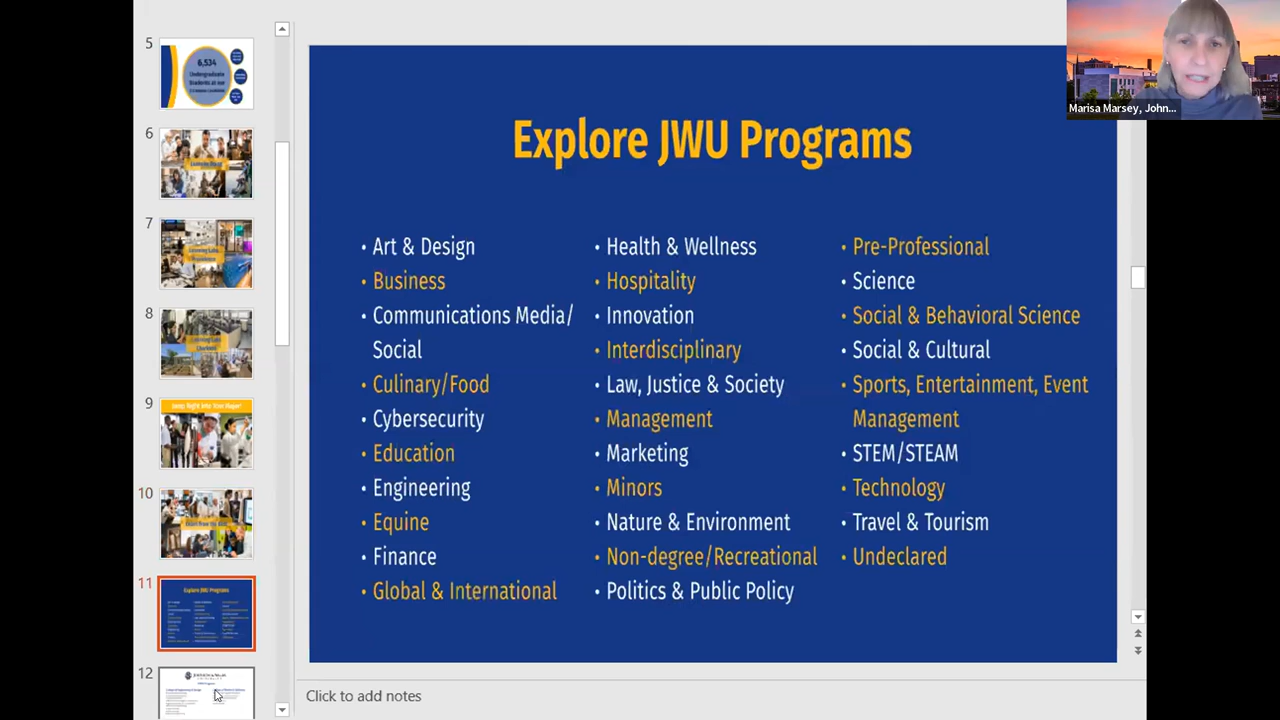 5
6,534
Undergraduate
6
7
8
9
10
11
Explore JWU Programs
12
Explore JWU Programs
• Art & Design
• Business
• Communications Media/
Social
• Culinary/Food
• Cybersecurity
• Education
• Engineering
• Equine
• Finance
• Global & International
• Health & Wellness
• Hospitality
• Innovation
• Interdisciplinary
• Law, Justice & Society
• Management
• Marketing
• Minors
• Nature & Environment
• Non-degree/Recreational
• Politics & Public Policy
• Pre-Professional
• Science
• Social & Behavioral Science
• Social & Cultural
• Sports, Entertainment, Event
Management
• STEM/STEAM
• Technology
• Travel & Tourism
• Undeclared
Marisa Marsey, John...
Click to add notes